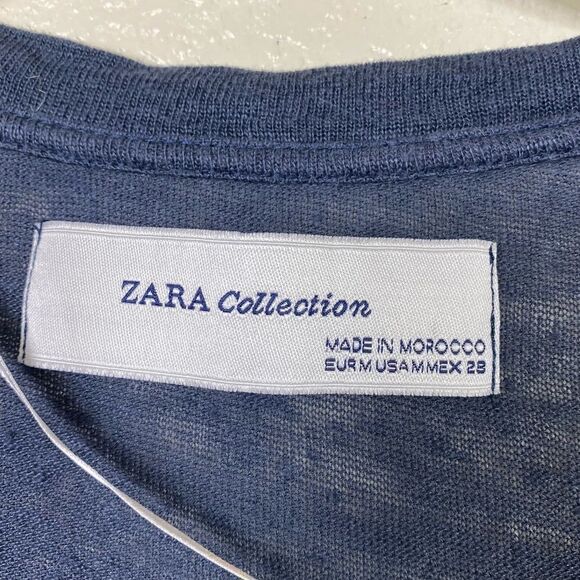 ZARA Collection
MADE IN MOROCCO
EUR M USA M MEX 28